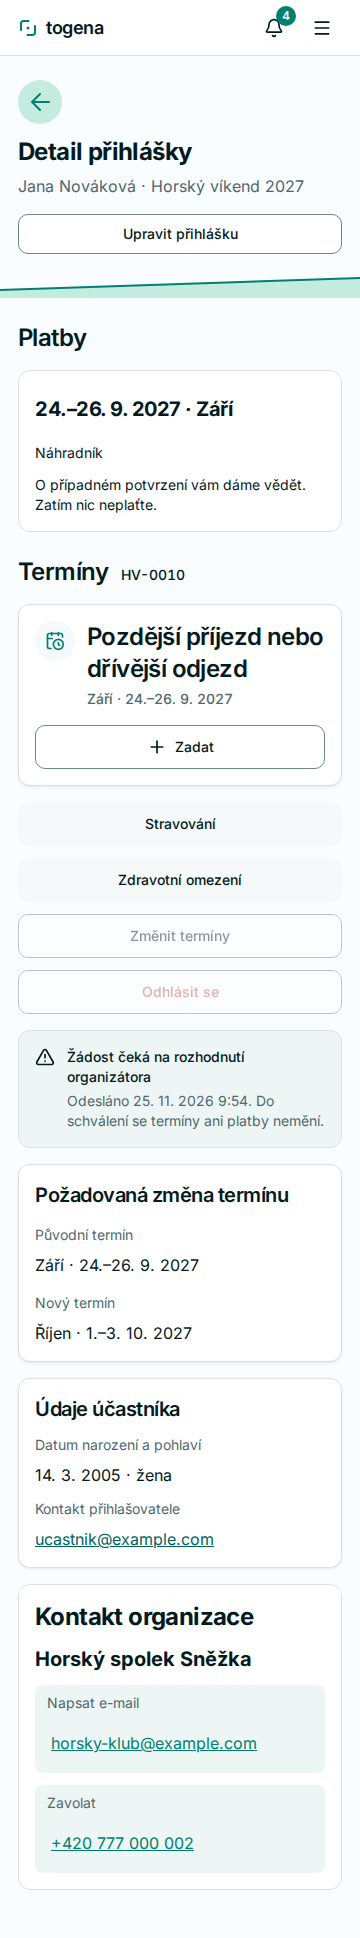 togena
4
Detail přihlášky
Jana Nováková · Horský víkend 2027
Upravit přihlášku
Platby
24.–26. 9. 2027 · Září
Náhradník
O případném potvrzení vám dáme vědět.
Zatím nic neplaťte.
Termíny HV-0010
Pozdější příjezd nebo
dřívější odjezd
Září · 24.–26. 9. 2027
Zadat
Stravování
Zdravotní omezení
Změnit termíny
Odhlásit se
Žádost čeká na rozhodnutí
organizátora
Odesláno 25. 11. 2026 9:54. Do
schválení se termíny ani platby nemění.
Požadovaná změna termínu
Původní termín
Září · 24.–26. 9. 2027
Nový termín
Říjen · 1.–3. 10. 2027
Údaje účastníka
Datum narození a pohlaví
14. 3. 2005 · žena
Kontakt přihlašovatele
ucastnik@example.com
Kontakt organizace
Horský spolek Sněžka
Napsat e-mail
horsky-klub@example.com
Zavolat
+420 777 000 002